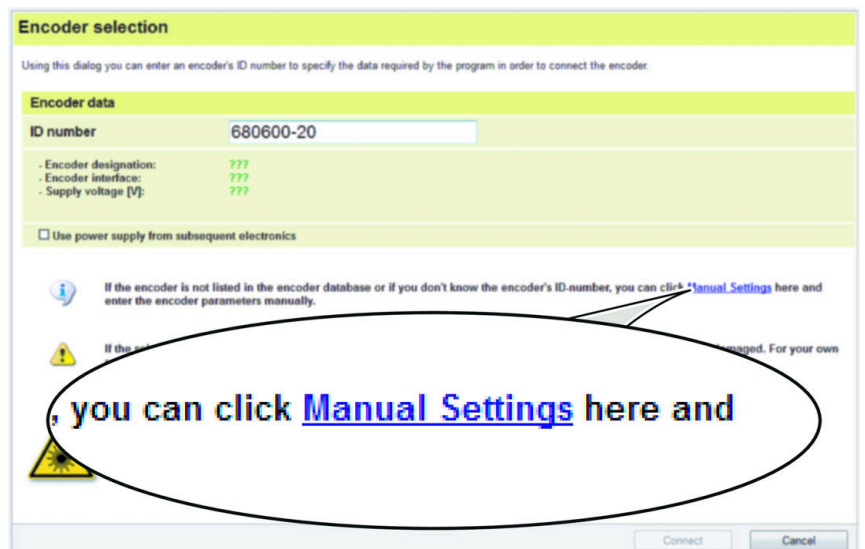 Encoder selection
Using this dialog you can enter an encoder's ID number to specify the data required by the program in order to connect the encoder.
Encoder data
ID number 680600-20
- Encoder designation: ???
- Encoder interface: ???
- Supply voltage [V]: ???
Use power supply from subsequent electronics
If the encoder is not listed in the encoder database or if you don't know the encoder's ID-number, you can click Manual Settings here and
enter the encoder parameters manually.
If the damaged. For your own
, you can click Manual Settings here and
Connect Cancel